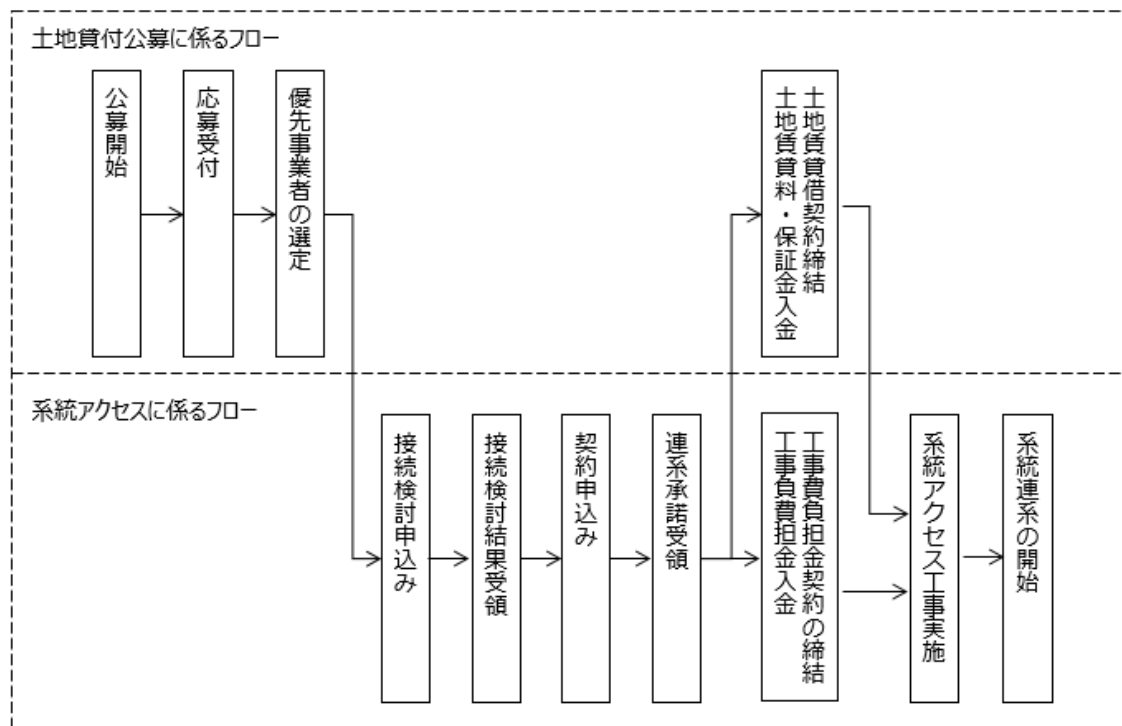 土地貸付公募に係るフロー
公募開始
応募受付
優先事業者の選定
土地賃貸借契約締結
土地賃貸料・保証金入金
系統アクセスに係るフロー
接続検討申込み
接続検討結果受領
契約申込み
連系承諾受領
工事費負担金契約の締結
工事負費担金入金
系統アクセス工事実施
系統連系の開始